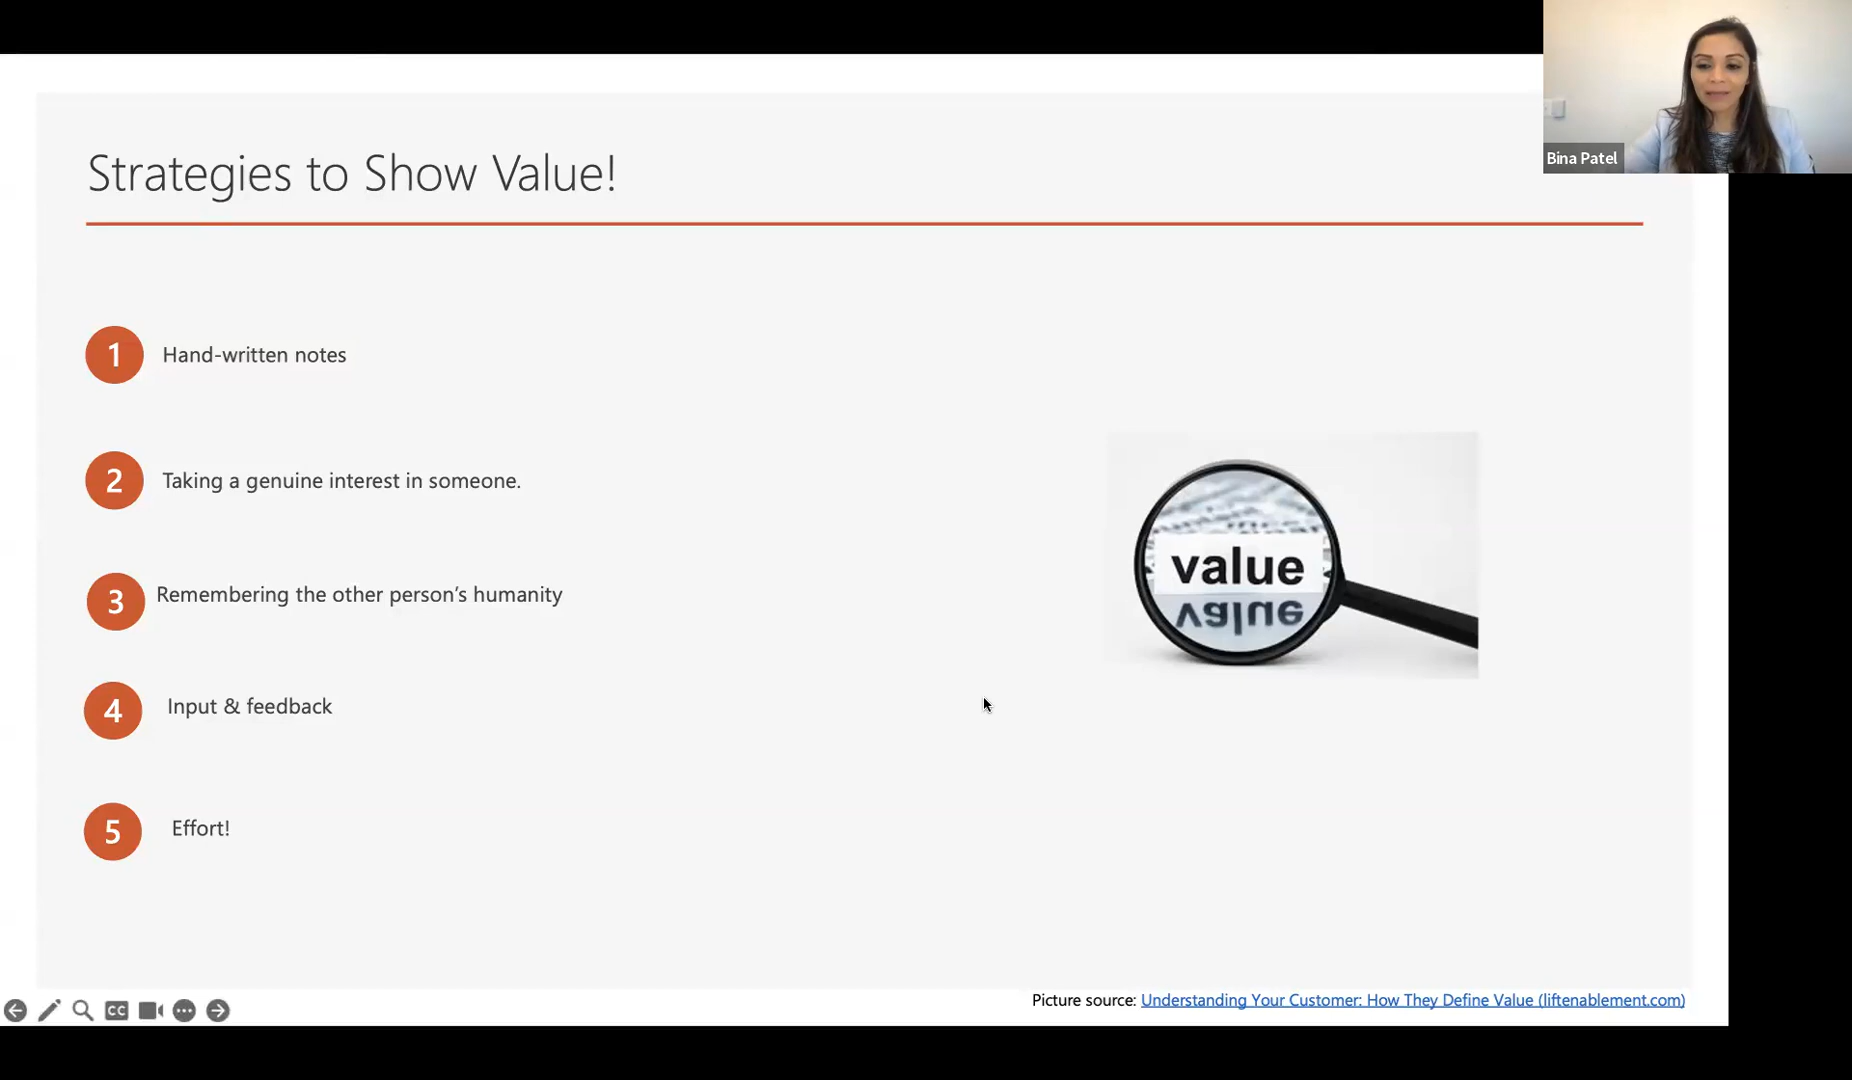 Bina Patel
Strategies to Show Value!
1 Hand-written notes
2 Taking a genuine interest in someone.
3 Remembering the other person's humanity
4 Input & feedback
5 Effort!
value
value
CC
Picture source: Understanding Your Customer: How They Define Value (liftenablement.com)